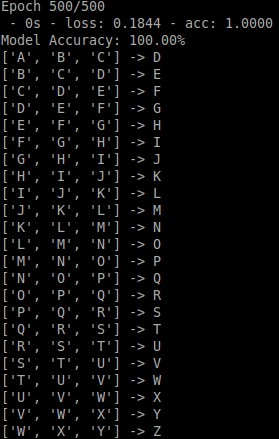 Epoch 500/500
 - 0s - loss: 0.1844 - acc: 1.0000
Model Accuracy: 100.00%
['A', 'B', 'C'] -> D
['B', 'C', 'D'] -> E
['C', 'D', 'E'] -> F
['D', 'E', 'F'] -> G
['E', 'F', 'G'] -> H
['F', 'G', 'H'] -> I
['G', 'H', 'I'] -> J
['H', 'I', 'J'] -> K
['I', 'J', 'K'] -> L
['J', 'K', 'L'] -> M
['K', 'L', 'M'] -> N
['L', 'M', 'N'] -> O
['M', 'N', 'O'] -> P
['N', 'O', 'P'] -> Q
['O', 'P', 'Q'] -> R
['P', 'Q', 'R'] -> S
['Q', 'R', 'S'] -> T
['R', 'S', 'T'] -> U
['S', 'T', 'U'] -> V
['T', 'U', 'V'] -> W
['U', 'V', 'W'] -> X
['V', 'W', 'X'] -> Y
['W', 'X', 'Y'] -> Z